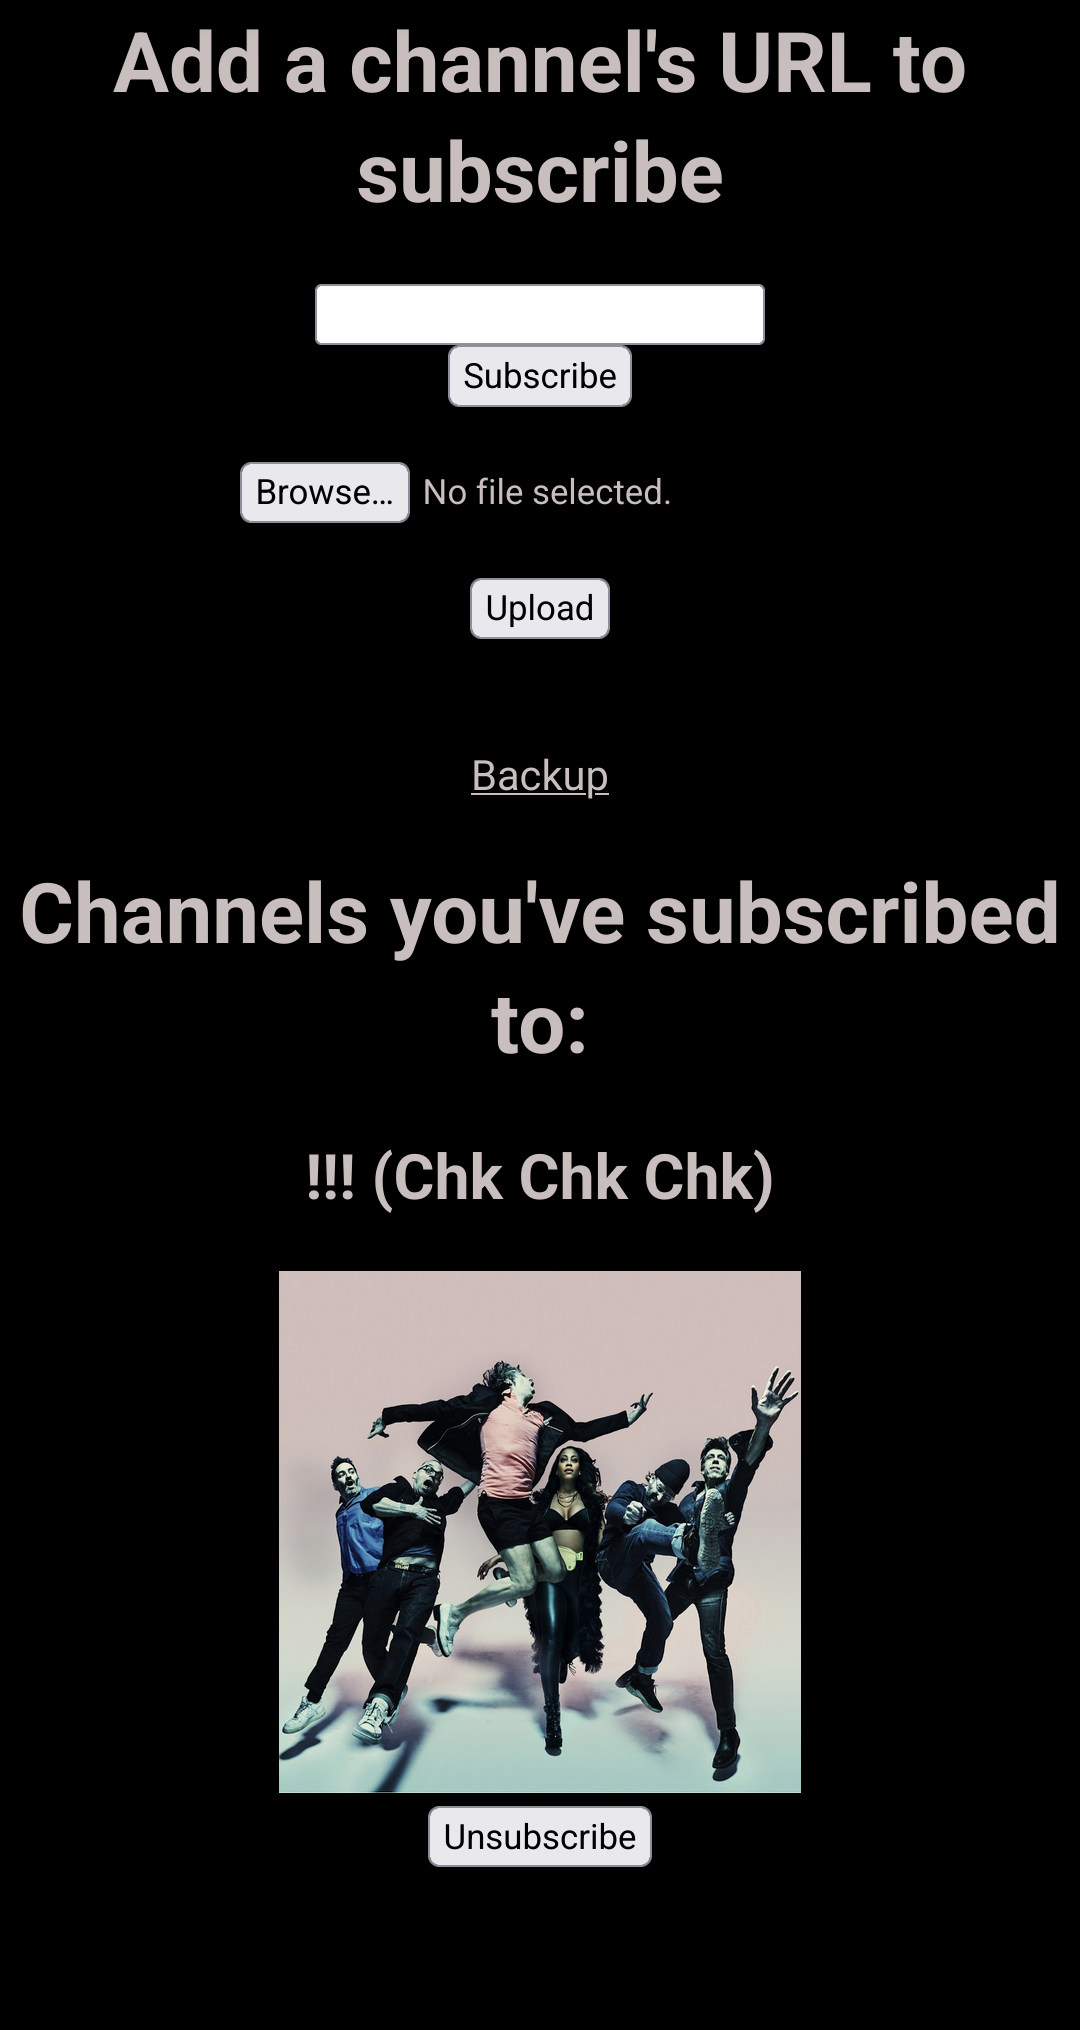 Add a channel's URL to
subscribe
Subscribe
Browse… No file selected.
Upload
Backup
Channels you've subscribed
to:
!!! (Chk Chk Chk)
Unsubscribe